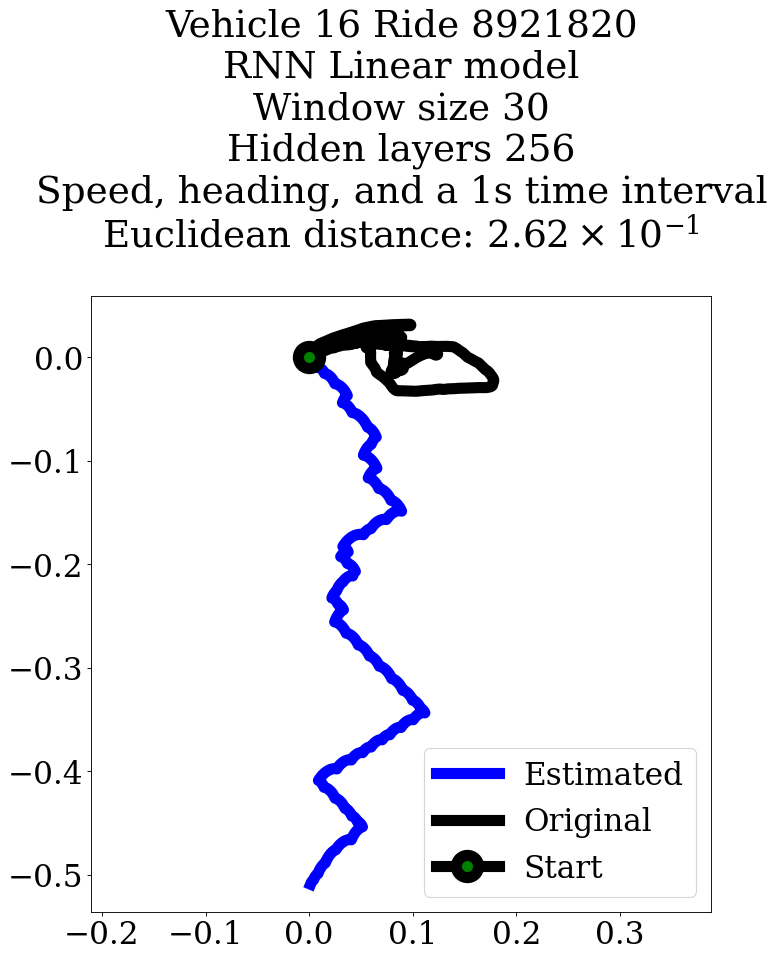 Vehicle 16 Ride 8921820
RNN Linear model
Window size 30
Hidden layers 256
Speed, heading, and a 1s time interval
Euclidean distance: 2.62 × 10⁻¹
0.0
−0.1
−0.2
−0.3
−0.4
−0.5
Estimated
Original
Start
−0.2 −0.1 0.0 0.1 0.2 0.3